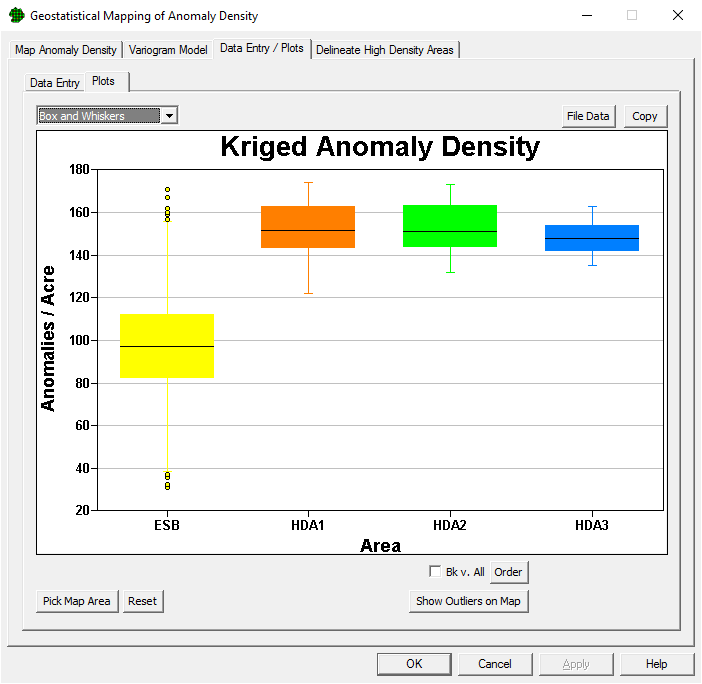 Geostatistical Mapping of Anomaly Density
Map Anomaly Density Variogram Model Data Entry / Plots Delineate High Density Areas
Data Entry Plots
Box and Whiskers File Data Copy
Kriged Anomaly Density
180
160
140
120
100
80
60
40
20
Anomalies / Acre
ESB HDA1 HDA2 HDA3
Area
Bk v. All Order
Pick Map Area Reset Show Outliers on Map
OK Cancel Apply Help